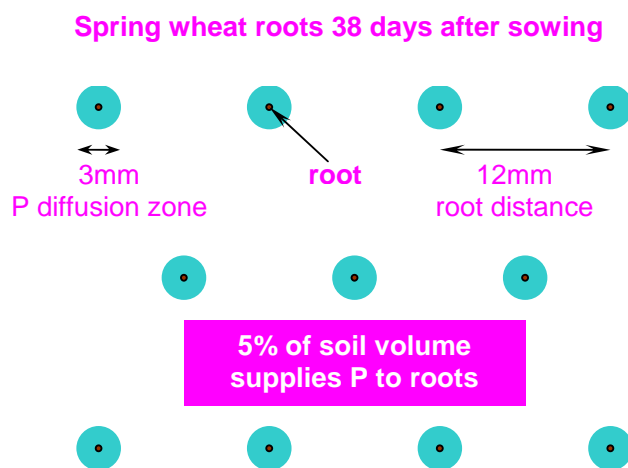 Spring wheat roots 38 days after sowing
3mm
P diffusion zone
root
12mm
root distance
5% of soil volume
supplies P to roots